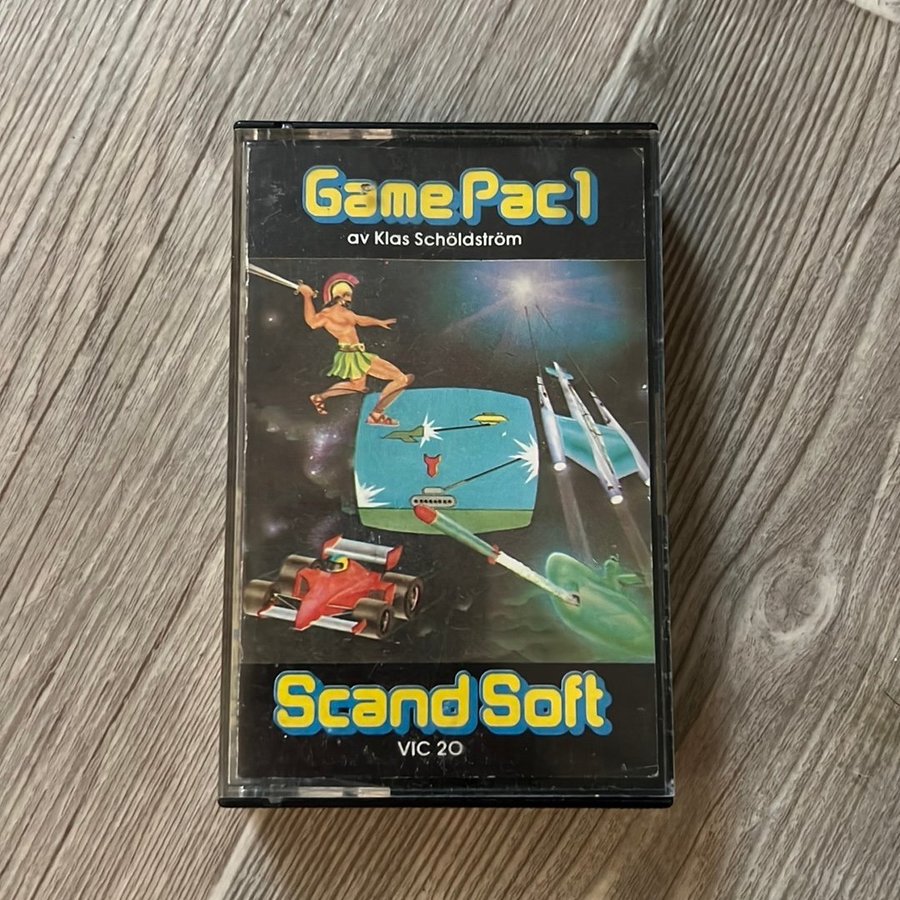 Game Pac 1
av Klas Schöldström
Scand Soft
VIC 20